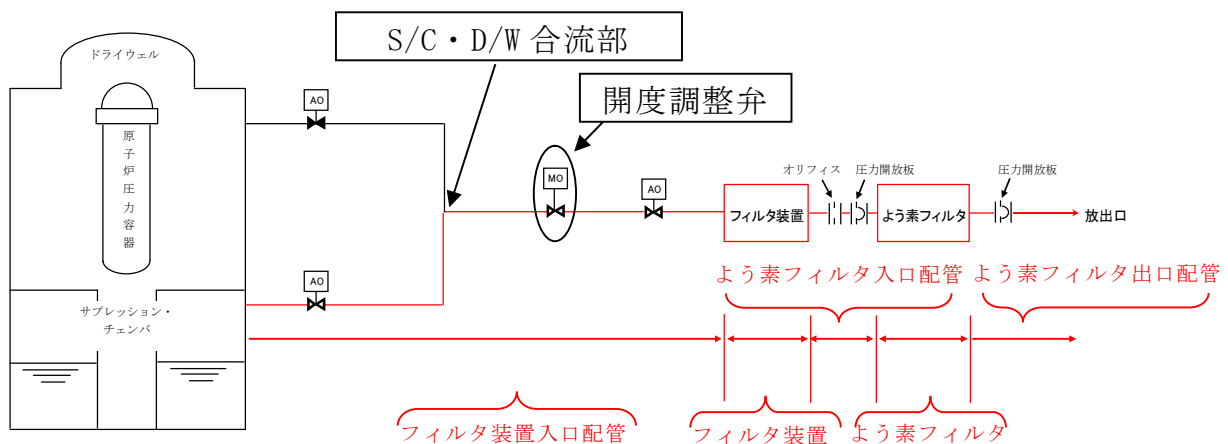 S/C・D/W合流部
ドライウェル
開度調整弁
AO
原子炉圧力容器
MO
AO
オリフィス
圧力開放板
圧力開放板
フィルタ装置
よう素フィルタ
放出口
よう素フィルタ入口配管
よう素フィルタ出口配管
AO
サプレッション・
チェンバ
フィルタ装置入口配管
フィルタ装置
よう素フィルタ